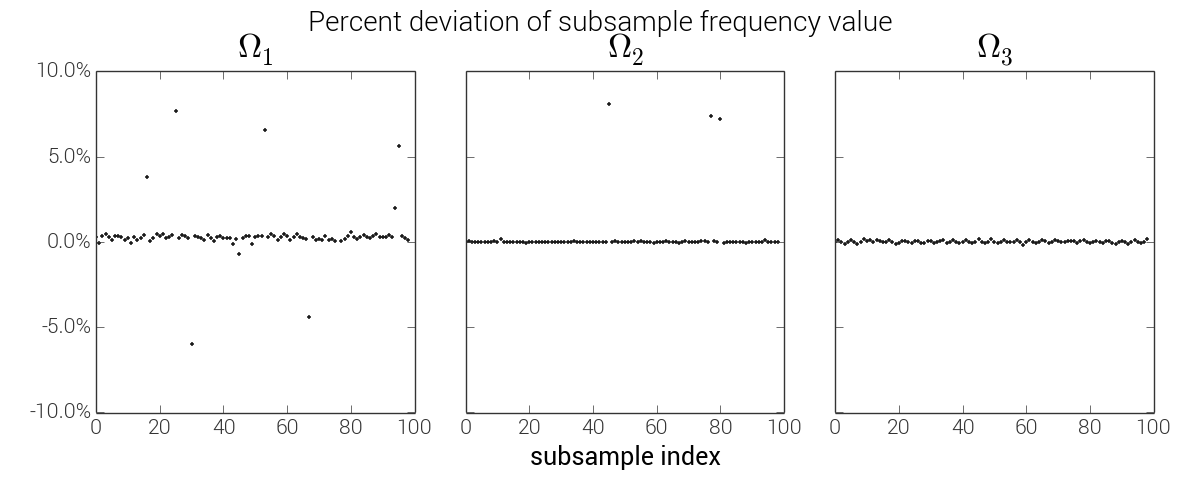 Percent deviation of subsample frequency value
Ω₁ Ω₂ Ω₃
10.0%
5.0%
0.0%
-5.0%
-10.0%
0 20 40 60 80 100 0 20 40 60 80 100 0 20 40 60 80 100
subsample index